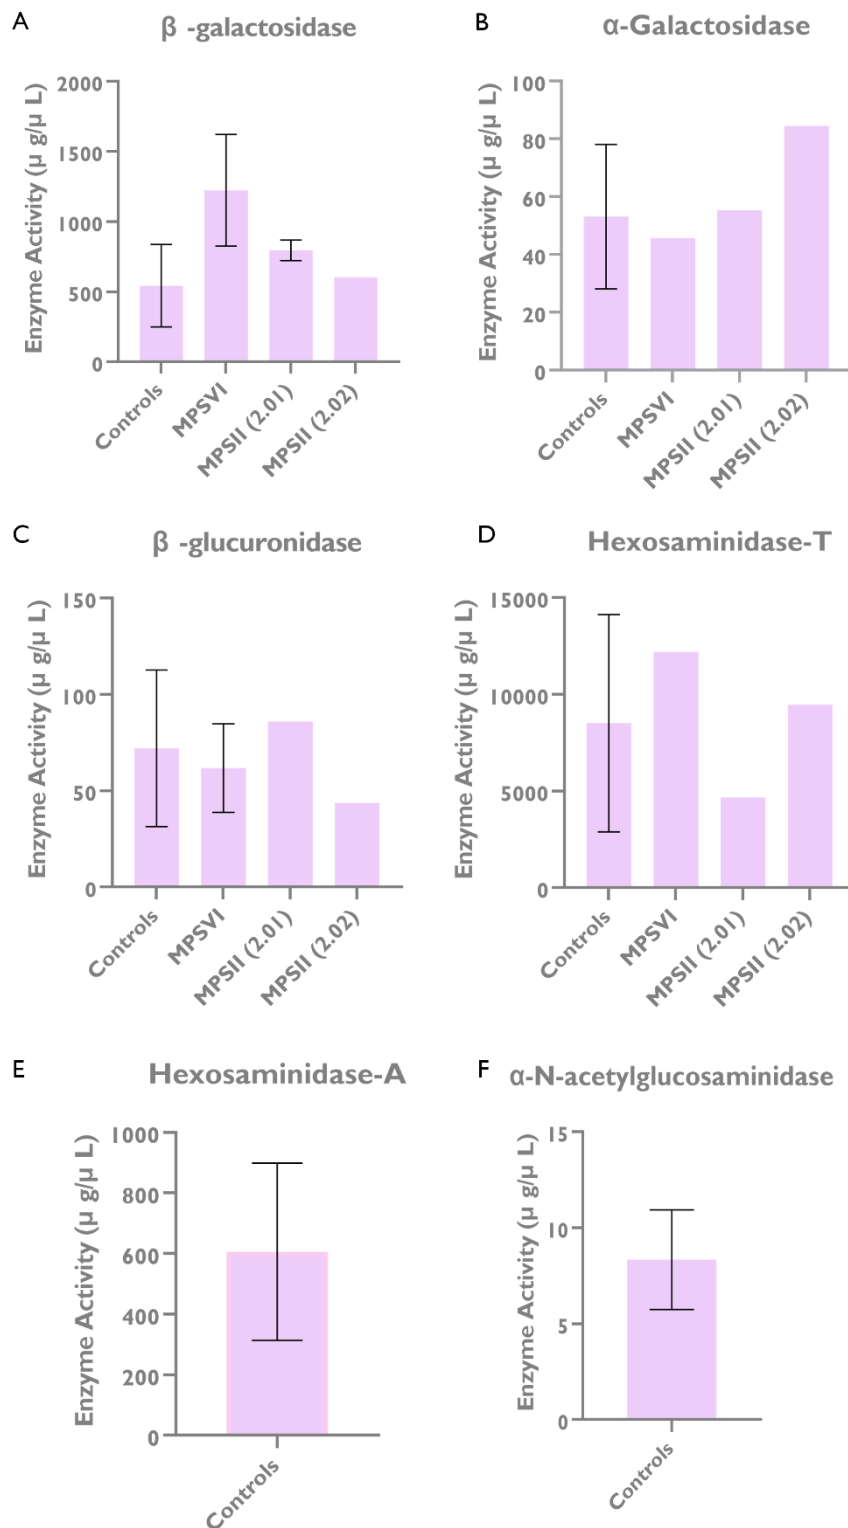 A
β -galactosidase
Enzyme Activity (µ g/µ L)
2000
1500
1000
500
0
Controls
MPSVI
MPSII (2.01)
MPSII (2.02)
B
α-Galactosidase
Enzyme Activity (µ g/µ L)
100
80
60
40
20
0
Controls
MPSVI
MPSII (2.01)
MPSII (2.02)
C
β -glucuronidase
Enzyme Activity (µ g/µ L)
150
100
50
0
Controls
MPSVI
MPSII (2.01)
MPSII (2.02)
D
Hexosaminidase-T
Enzyme Activity (µ g/µ L)
15000
10000
5000
0
Controls
MPSVI
MPSII (2.01)
MPSII (2.02)
E
Hexosaminidase-A
Enzyme Activity (µ g/µ L)
1000
800
600
400
200
0
Controls
F
α-N-acetylglucosaminidase
Enzyme Activity (µ g/µ L)
15
10
5
0
Controls